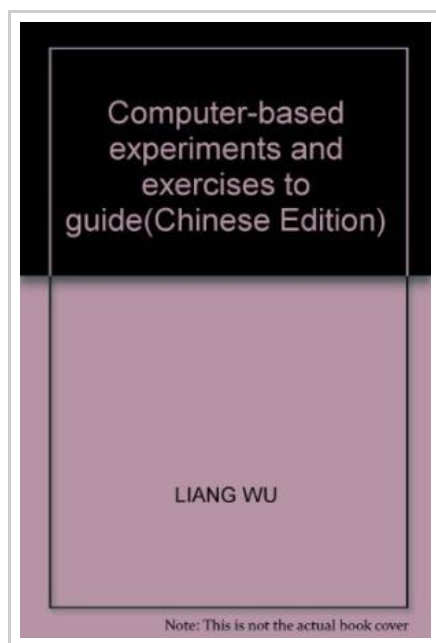 Computer-based
experiments and
exercises to
guide(Chinese Edition)
LIANG WU
Note: This is not the actual book cover